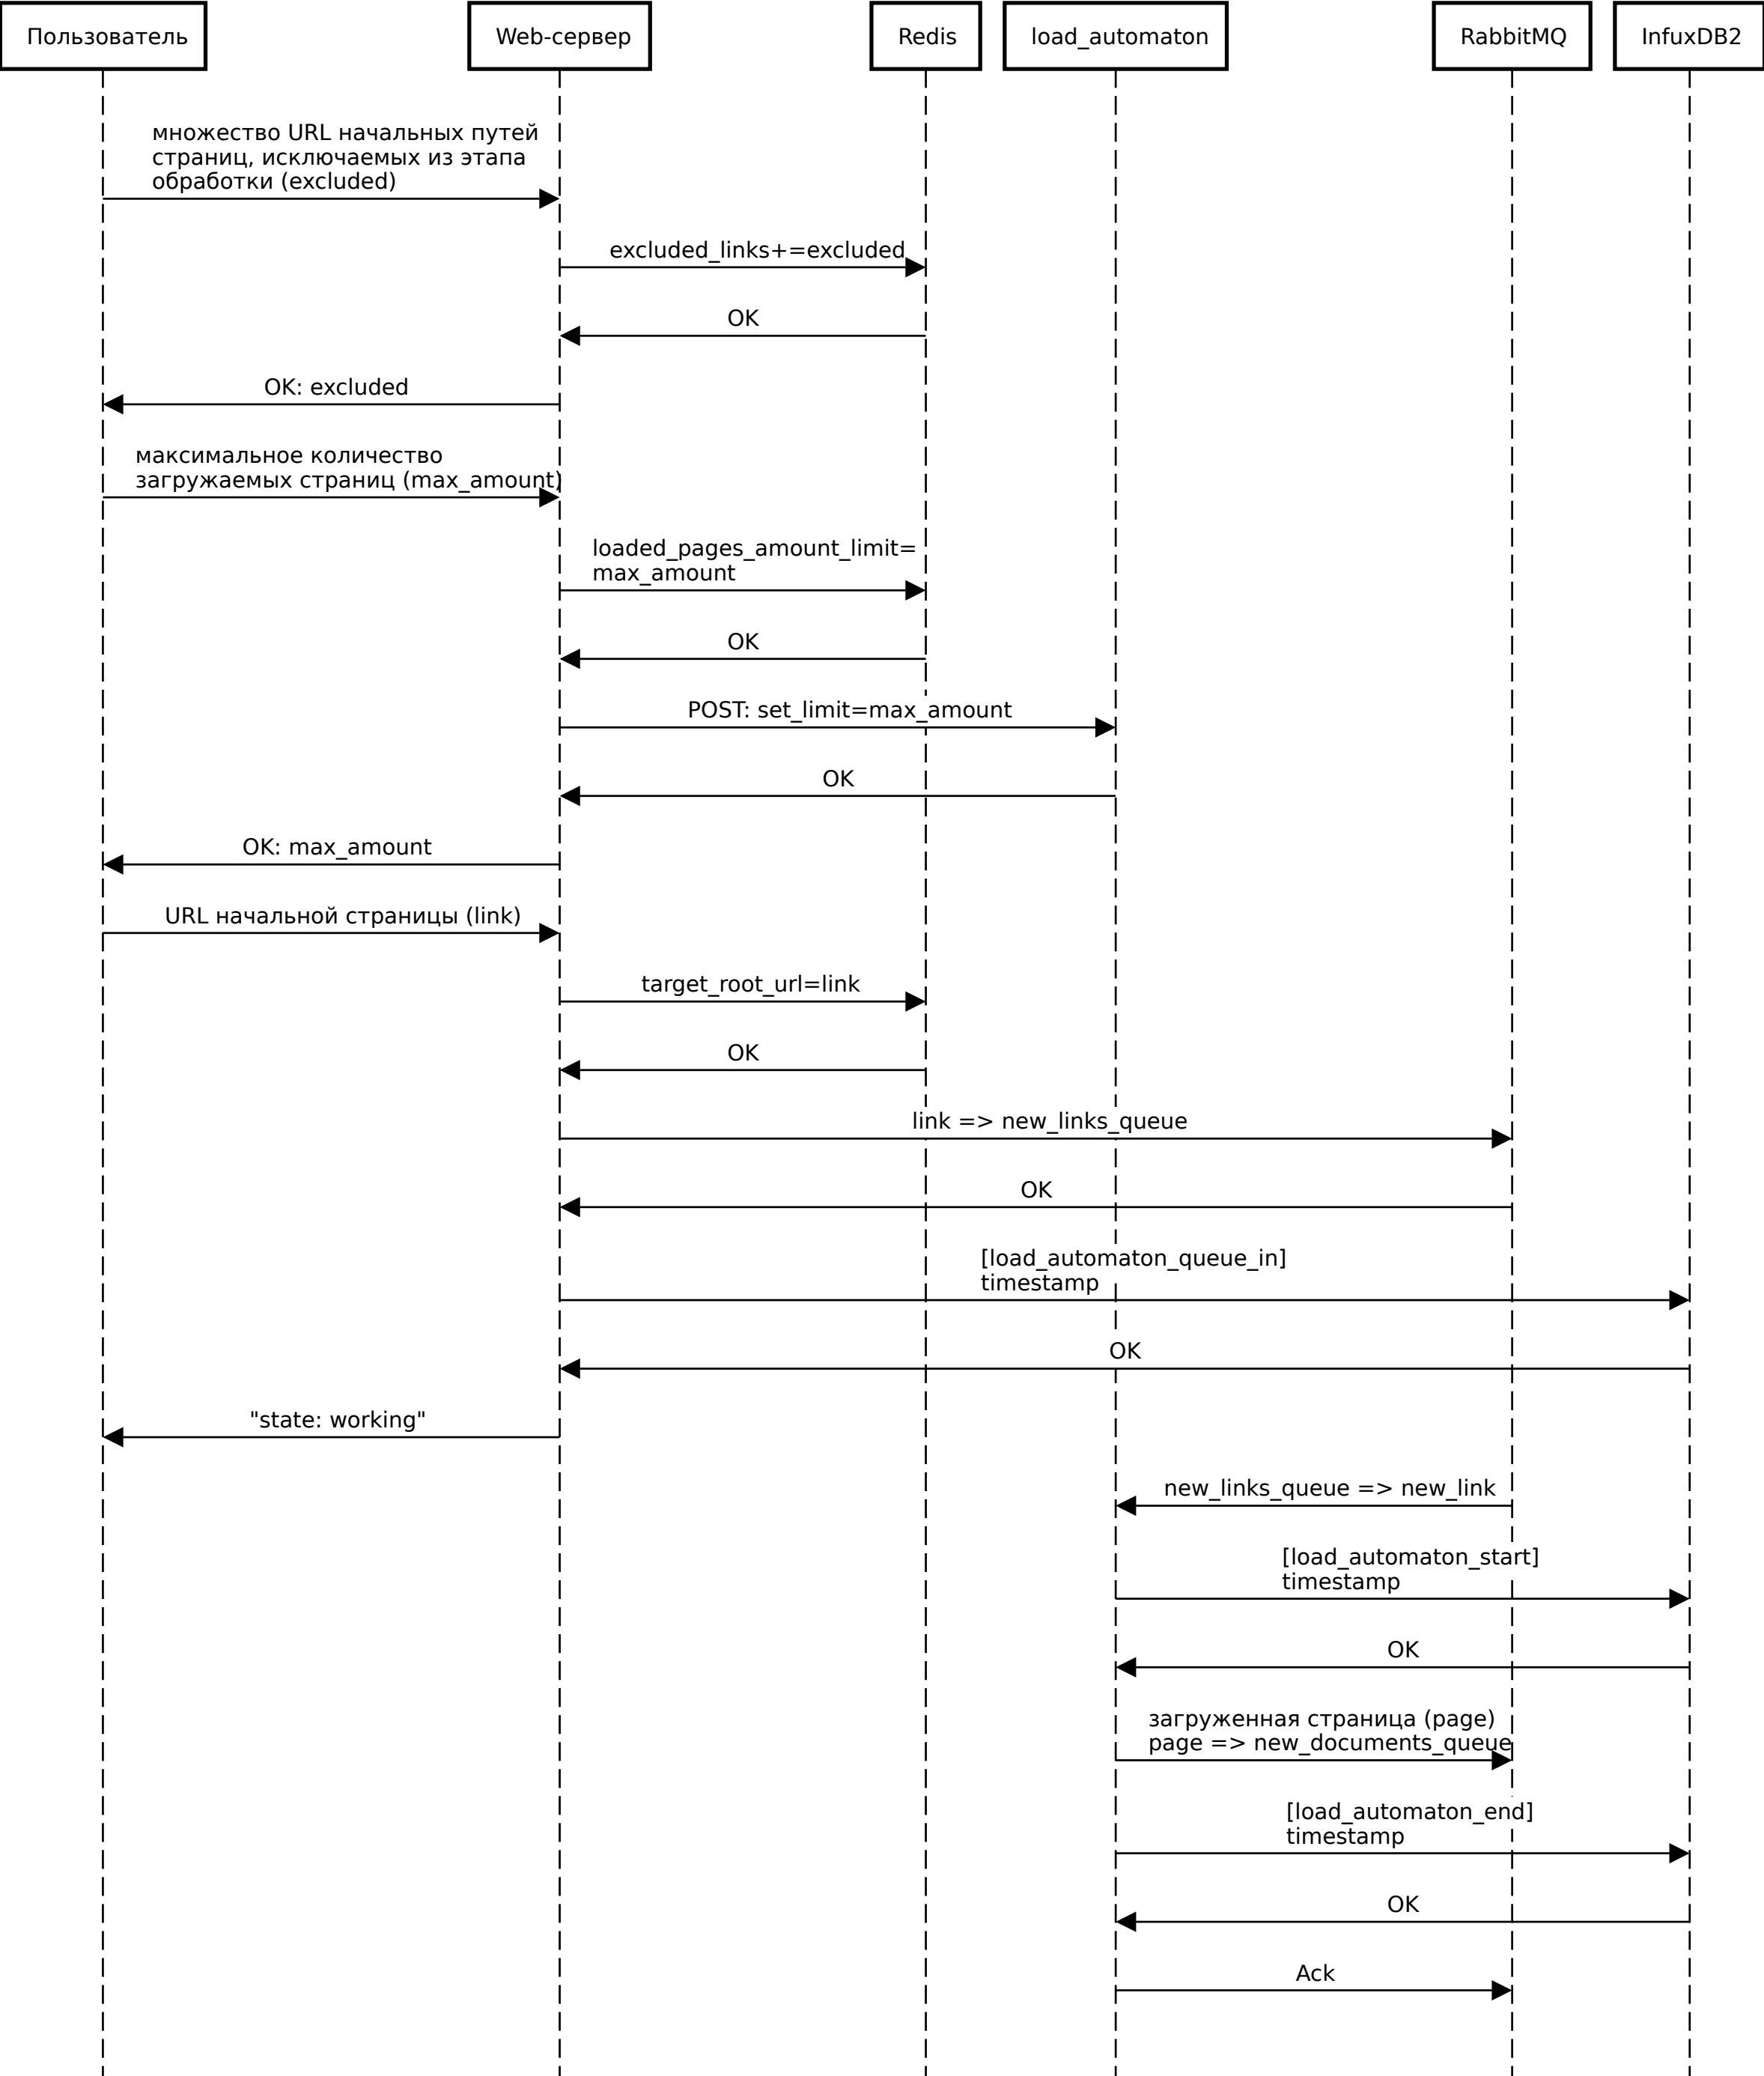 Пользователь
Web-сервер
Redis
load_automaton
RabbitMQ
InfuxDB2
множество URL начальных путей
страниц, исключаемых из этапа
обработки (excluded)
excluded_links+=excluded
OK
OK: excluded
максимальное количество
загружаемых страниц (max_amount)
loaded_pages_amount_limit=
max_amount
OK
POST: set_limit=max_amount
OK
OK: max_amount
URL начальной страницы (link)
target_root_url=link
OK
link => new_links_queue
OK
[load_automaton_queue_in]
timestamp
OK
"state: working"
new_links_queue => new_link
[load_automaton_start]
timestamp
OK
загруженная страница (page)
page => new_documents_queue
[load_automaton_end]
timestamp
OK
Ack